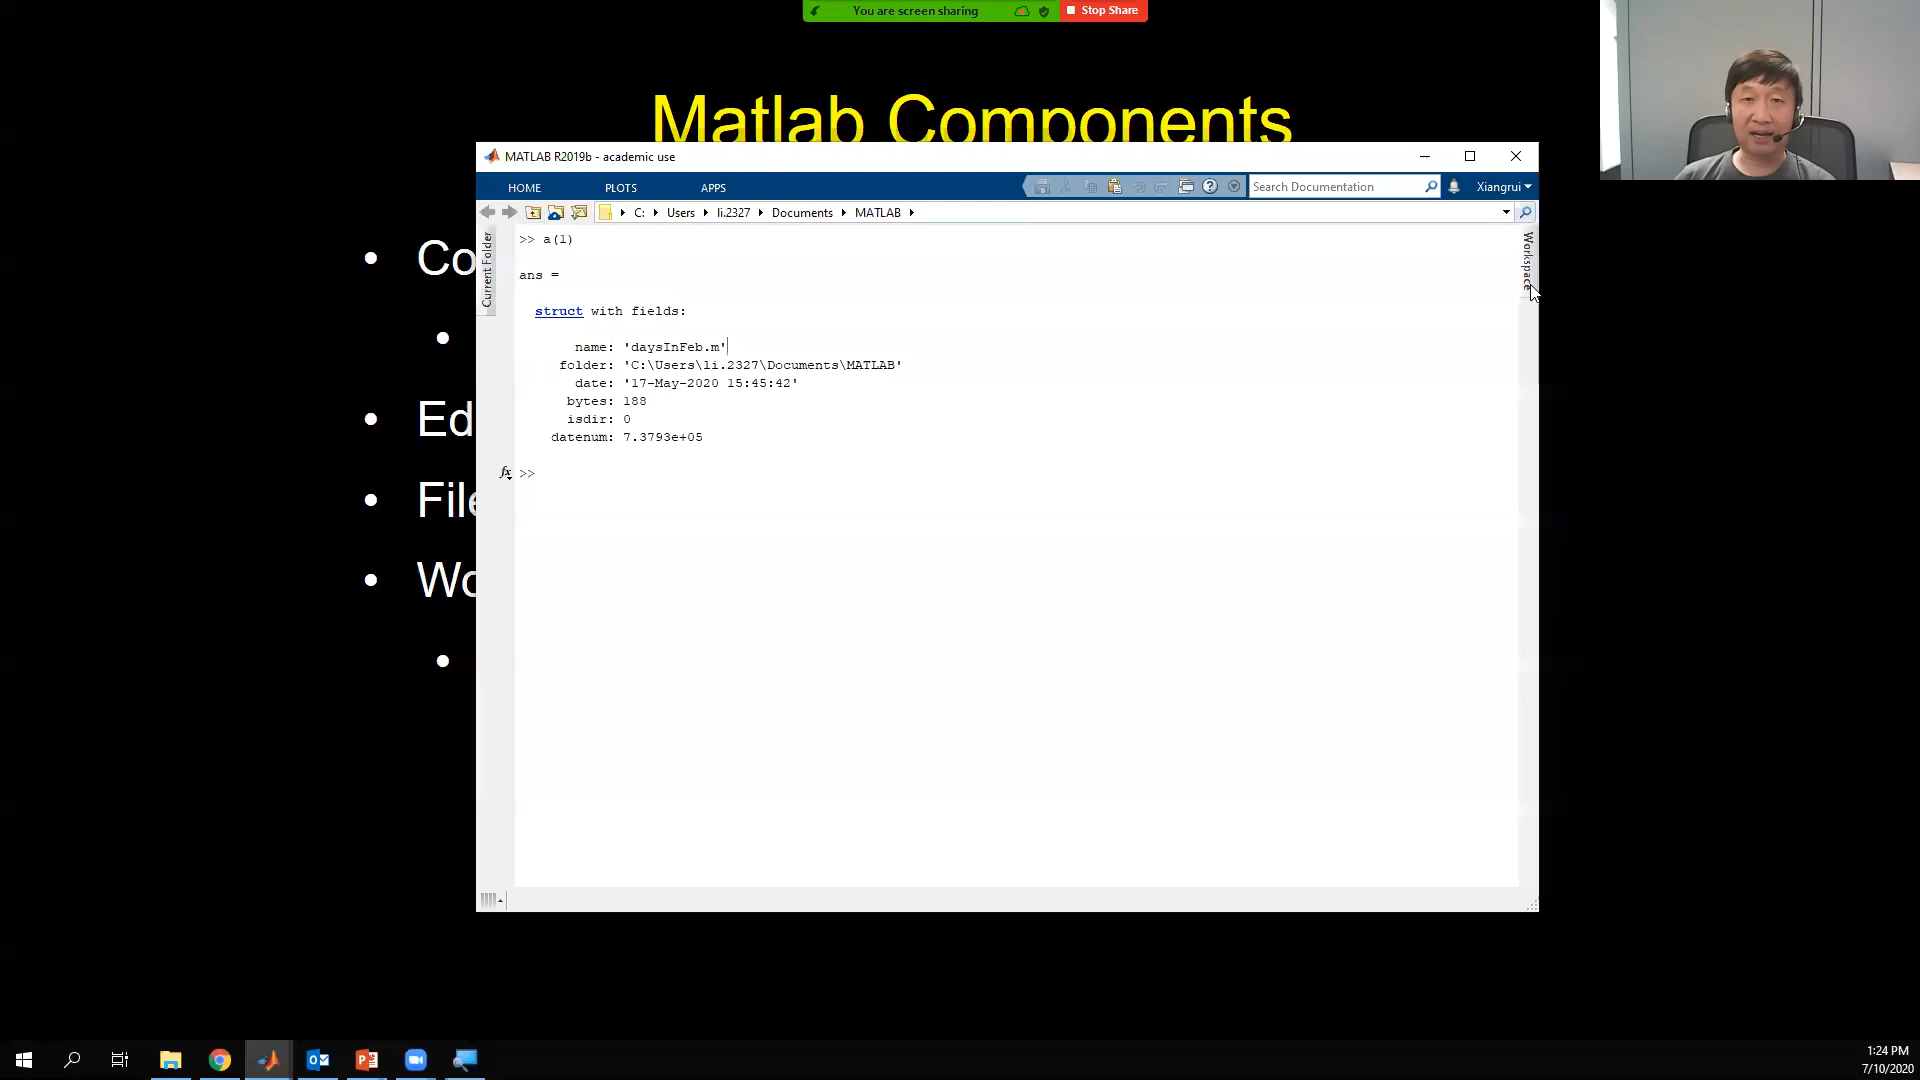 You are screen sharing
Stop Share
Matlab Components
MATLAB R2019b - academic use
HOME
PLOTS
APPS
Search Documentation
Xiangrui
C:
Users
li.2327
Documents
MATLAB
Current Folder
Workspace
>> a(1)
ans =
struct with fields:
name: 'daysInFeb.m'
folder: 'C:\Users\li.2327\Documents\MATLAB'
date: '17-May-2020 15:45:42'
bytes: 188
isdir: 0
datenum: 7.3793e+05
fx >>
• Co
•
• Ed
• File
• Wo
•
1:24 PM
7/10/2020